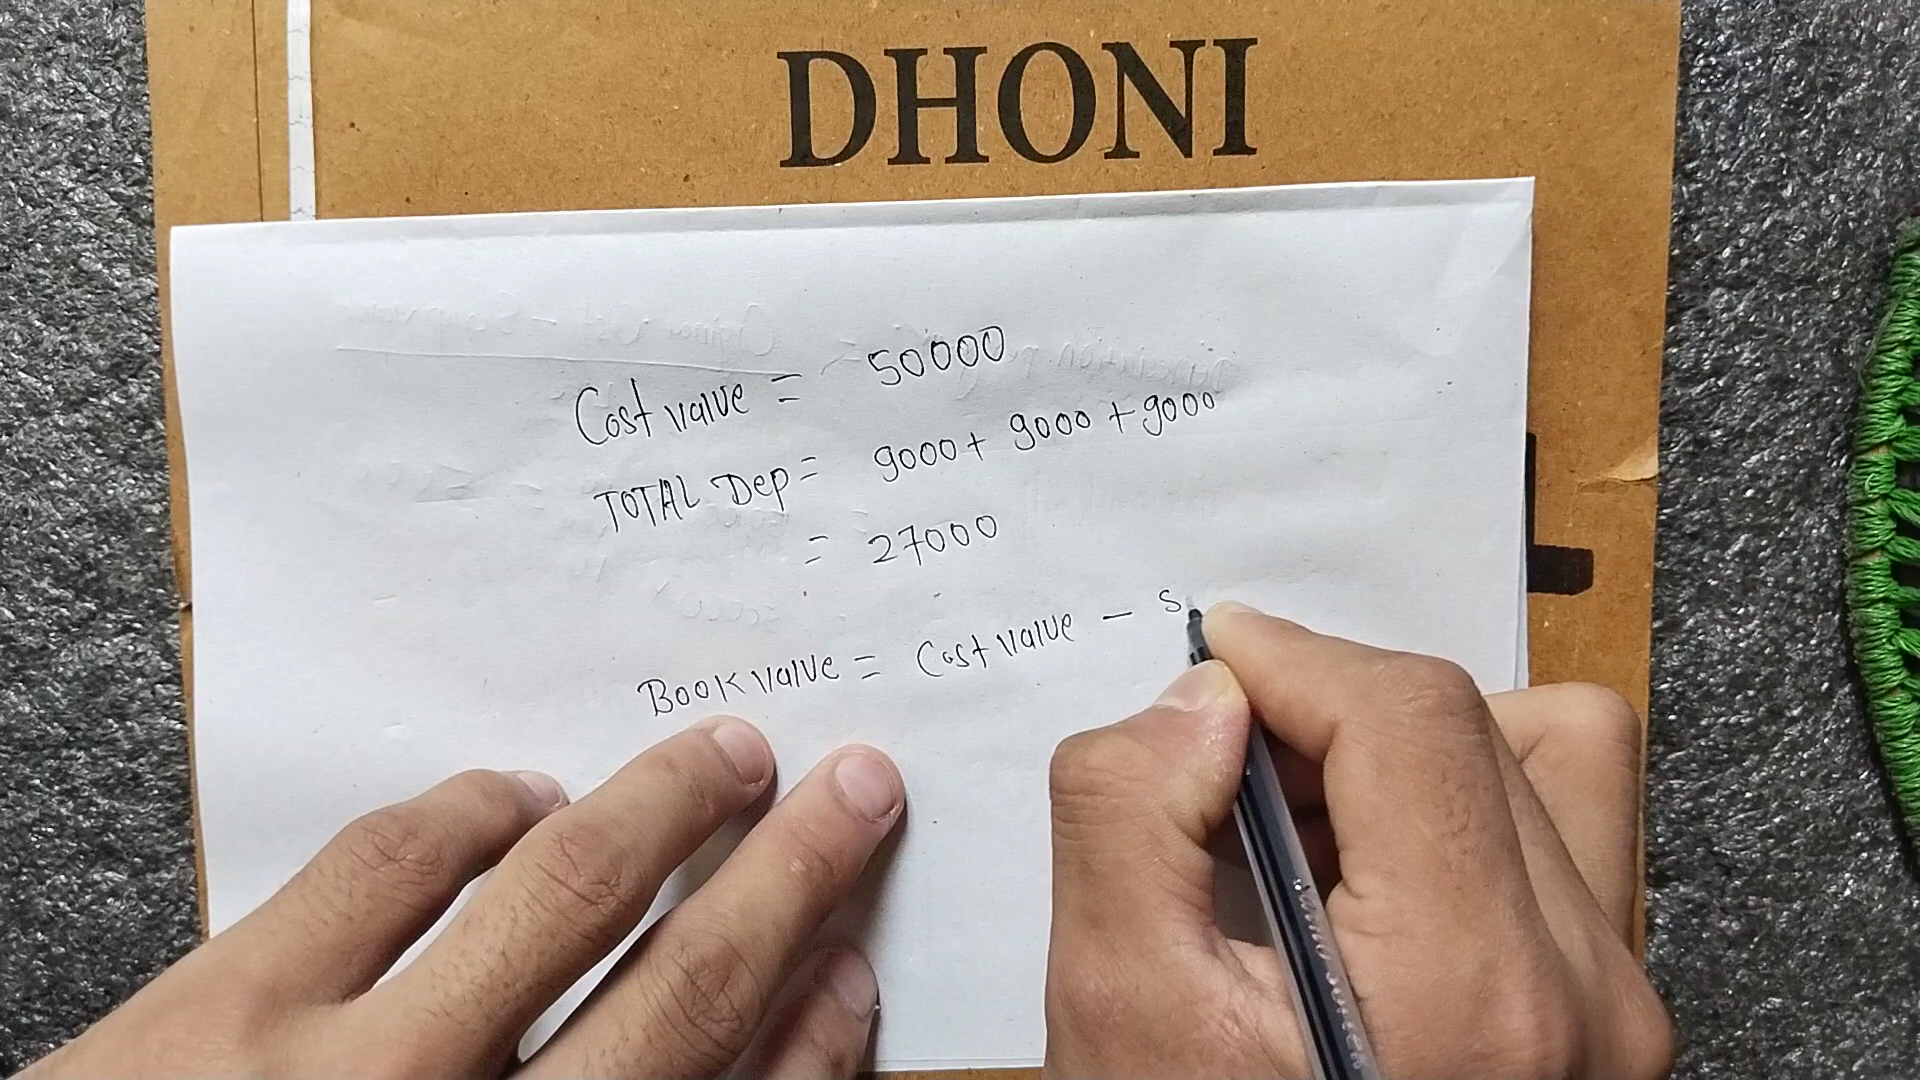 DHONI
Cost value = 50000
TOTAL Dep = 9000 + 9000 + 9000
= 27000
Book value = Cost value - S